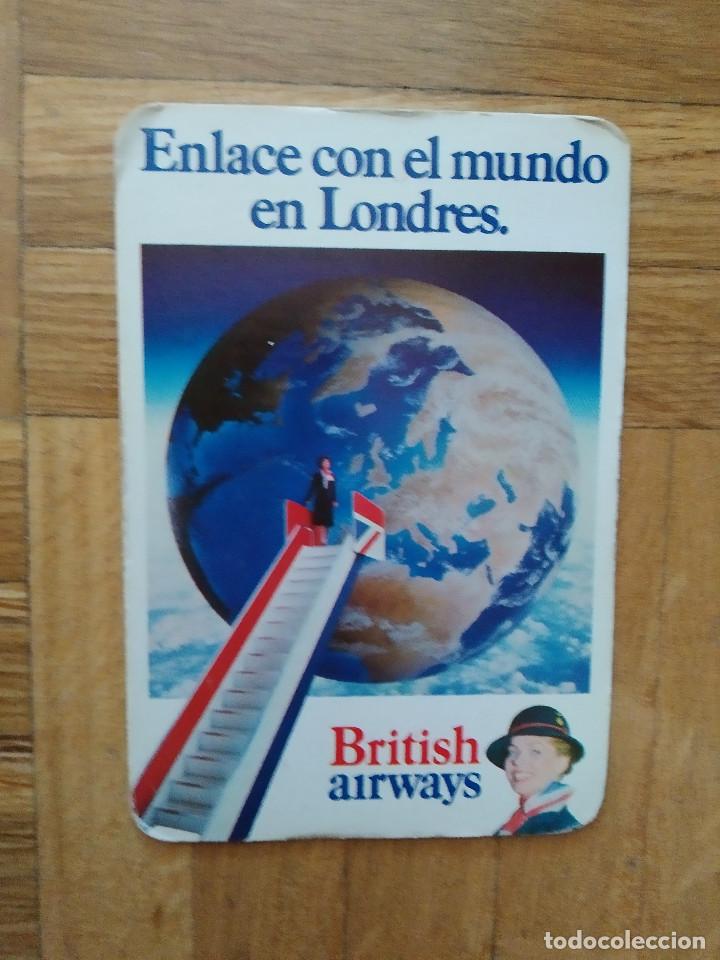 Enlace con el mundo
en Londres.
British
airways
todocoleccion